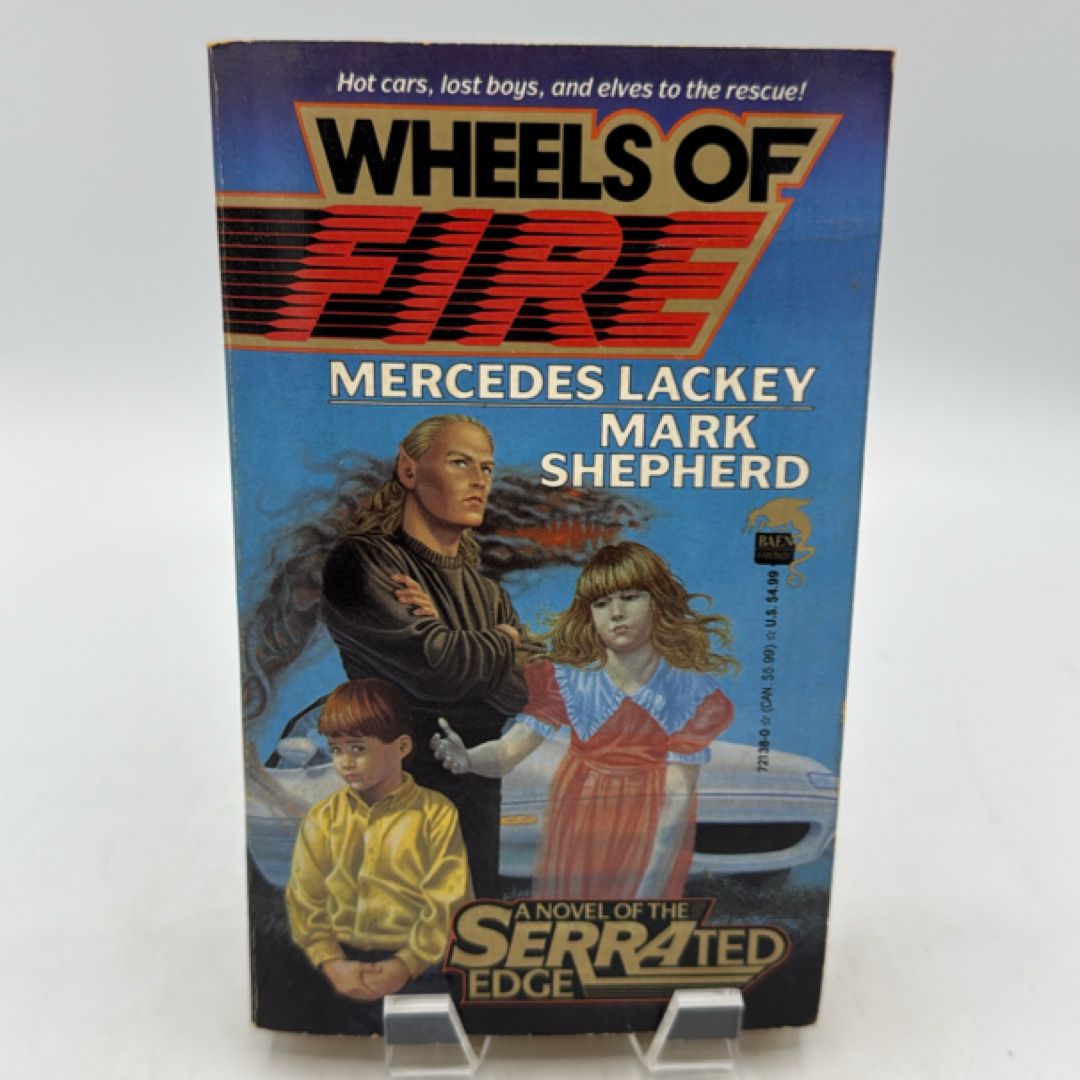 Hot cars, lost boys, and elves to the rescue!
WHEELS OF
FIRE
MERCEDES LACKEY
MARK
SHEPHERD
BAEN
FANTASY
72138-0 ☆ (CAN. $5.99) ☆ U.S. $4.99
A NOVEL OF THE
SERRATED
EDGE